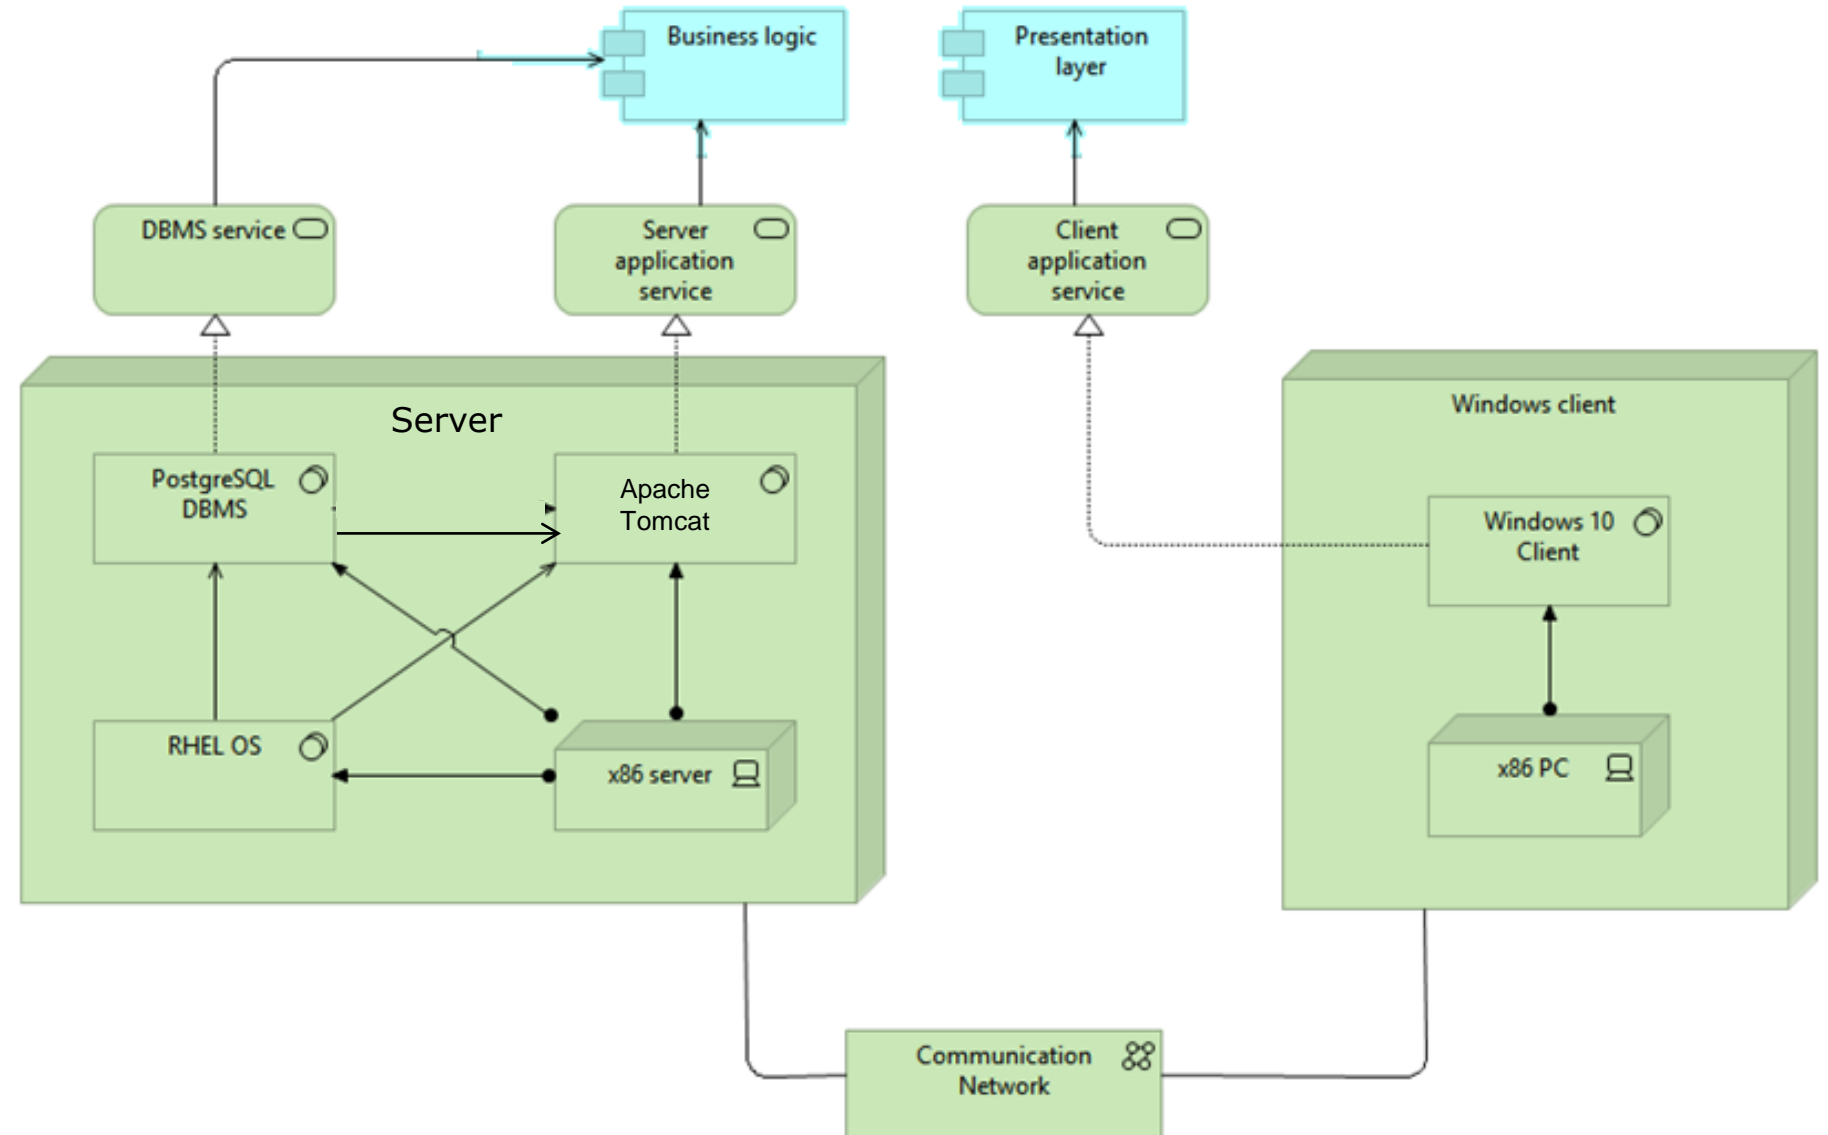 Business logic
Presentation
layer
DBMS service
Server
application
service
Client
application
service
Server
Windows client
PostgreSQL
DBMS
Apache
Tomcat
Windows 10
Client
RHEL OS
x86 server
x86 PC
Communication
Network